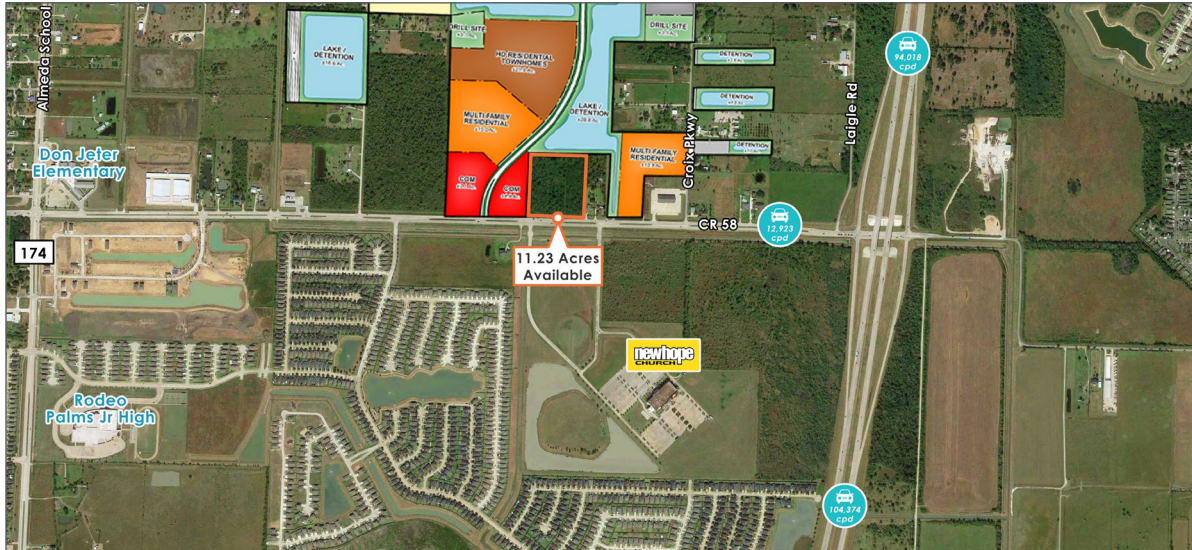 Almeda School
DRILL SITE
DRILL SITE
94,018
cpd
LAKE /
DETENTION
HD RESIDENTIAL
TOWNHOMES
DETENTION
DETENTION
LAKE /
DETENTION
MULTI-FAMILY
RESIDENTIAL
Croix Pkwy
Laigle Rd
DETENTION
Don Jeter
Elementary
MULTI-FAMILY
RESIDENTIAL
COM
COM
CR 58
12,923
cpd
174
11.23 Acres
Available
newhope
CHURCH
Rodeo
Palms Jr High
104,374
cpd